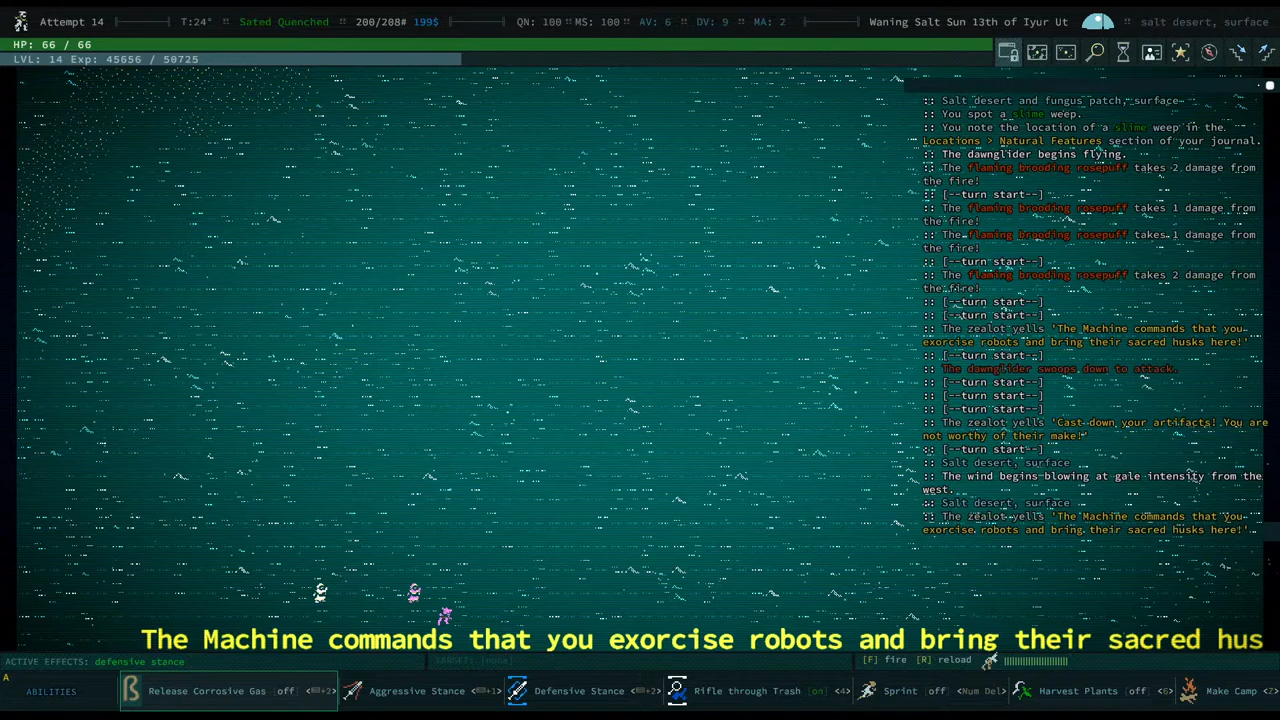 Attempt 14 T:24° Sated Quenched 200/208# 199$ QN: 100 MS: 100 AV: 6 DV: 9 MA: 2 Waning Salt Sun 13th of Iyur Ut salt desert, surface
HP: 66 / 66
LVL: 14 Exp: 45656 / 50725
:: Salt desert and fungus patch, surface
:: You spot a slime weep.
:: You note the location of a slime weep in the
Locations > Natural Features section of your journal.
:: The dawnglider begins flying.
:: The flaming brooding rosepuff takes 2 damage from
the fire!
:: [--turn start--]
:: The flaming brooding rosepuff takes 1 damage from
the fire!
:: The flaming brooding rosepuff takes 1 damage from
the fire!
:: [--turn start--]
:: The flaming brooding rosepuff takes 2 damage from
the fire!
:: [--turn start--]
:: [--turn start--]
:: The zealot yells 'The Machine commands that you
exorcise robots and bring their sacred husks here!'
:: [--turn start--]
:: The dawnglider swoops down to attack.
:: [--turn start--]
:: [--turn start--]
:: [--turn start--]
:: The zealot yells 'Cast down your artifacts! You are
not worthy of their make!'
:: [--turn start--]
:: Salt desert, surface
:: The wind begins blowing at gale intensity from the
west.
:: Salt desert, surface
:: The zealot yells 'The Machine commands that you
exorcise robots and bring their sacred husks here!'
The Machine commands that you exorcise robots and bring their sacred hus
ACTIVE EFFECTS: defensive stance TARGET: [none] [F] fire [R] reload
A
ABILITIES Release Corrosive Gas [off] <⌨+2> Aggressive Stance <⌨+1> Defensive Stance <⌨+2> Rifle through Trash [on] <4> Sprint [off] <Num Del> Harvest Plants [off] <6> Make Camp <Z>